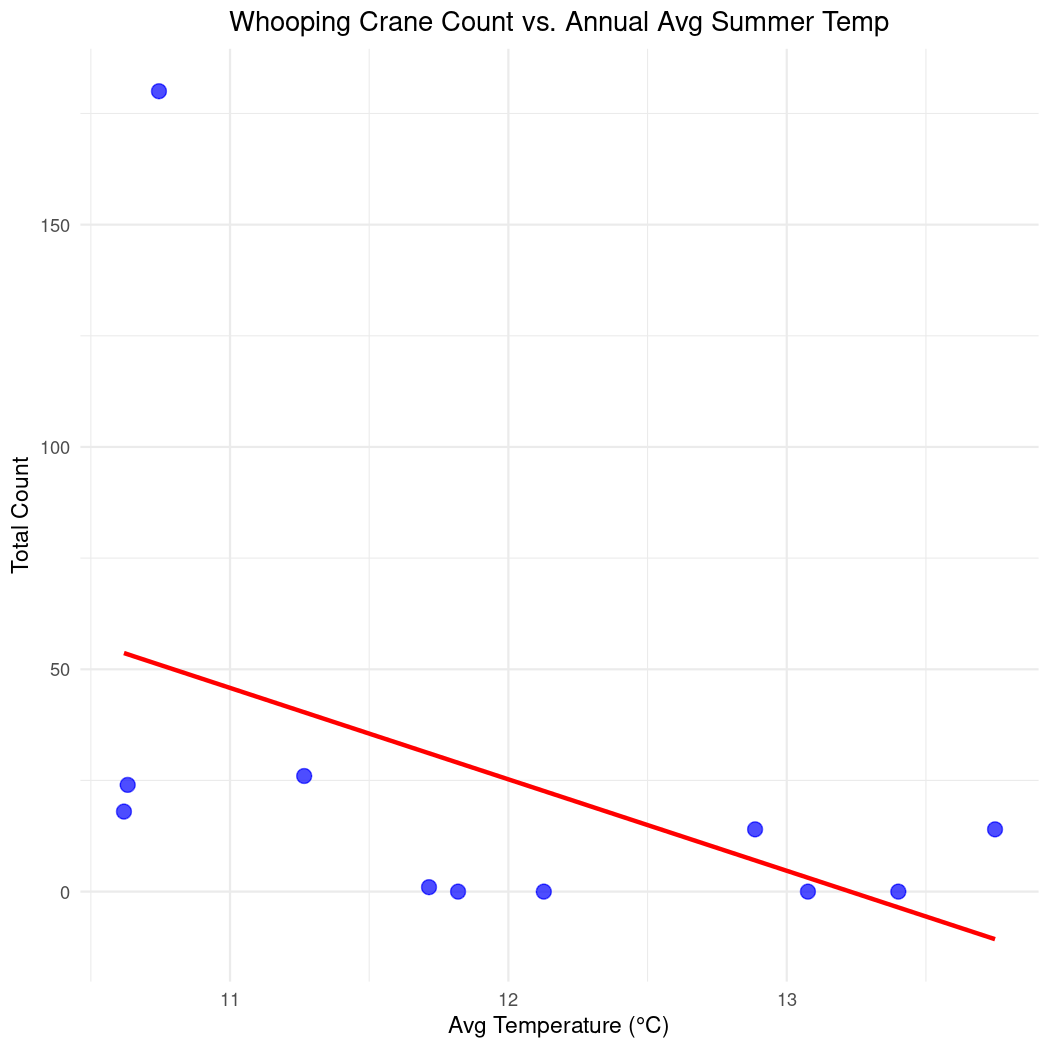 Whooping Crane Count vs. Annual Avg Summer Temp
150
100
50
0
Total Count
11 12 13
Avg Temperature (°C)